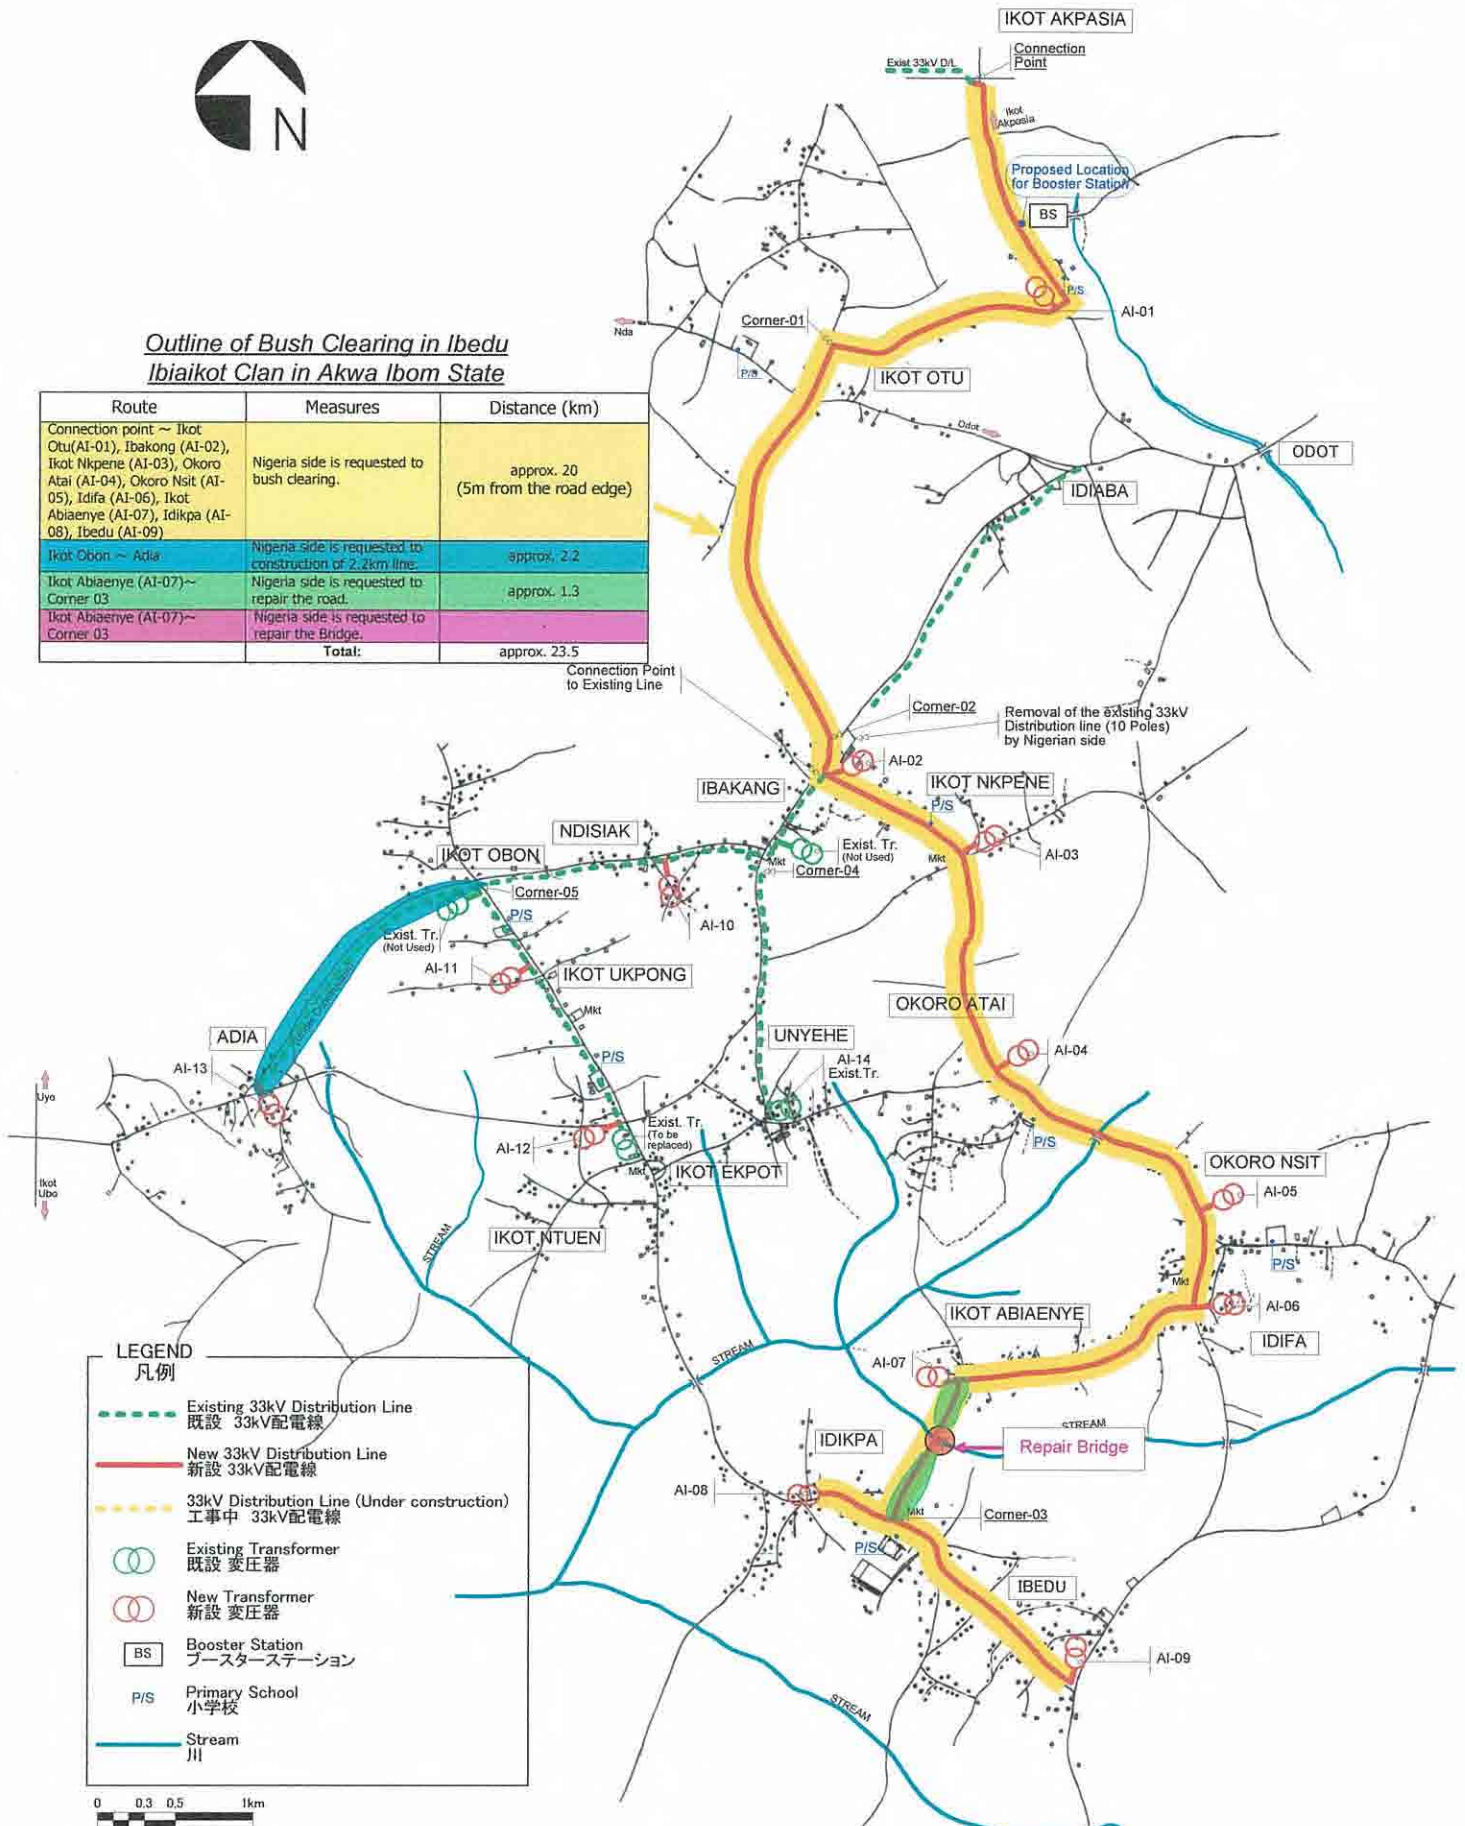 IKOT AKPASIA
Exist 33kV D/L
Connection
Point
Ikot
Akpasia
N
Proposed Location
for Booster Station
BS
P/S
AI-01
Nda
Corner-01
P/S
IKOT OTU
Odot
ODOT
IDIABA
Outline of Bush Clearing in Ibedu
Ibiaikot Clan in Akwa Ibom State
Route Measures Distance (km)
Connection point ~ Ikot
Otu(AI-01), Ibakong (AI-02),
Ikot Nkpene (AI-03), Okoro
Atai (AI-04), Okoro Nsit (AI-
05), Idifa (AI-06), Ikot
Abiaenye (AI-07), Idikpa (AI-
08), Ibedu (AI-09)
Nigeria side is requested to
bush clearing.
approx. 20
(5m from the road edge)
Ikot Obon ~ Adia
Nigeria side is requested to
construction of 2.2km line.
approx. 2.2
Ikot Abiaenye (AI-07)~
Corner 03
Nigeria side is requested to
repair the road.
approx. 1.3
Ikot Abiaenye (AI-07)~
Corner 03
Nigeria side is requested to
repair the Bridge.
Total: approx. 23.5
Connection Point
to Existing Line
Corner-02
Removal of the existing 33kV
Distribution line (10 Poles)
by Nigerian side
AI-02
IBAKANG
IKOT NKPENE
P/S
NDISIAK
Exist. Tr.
(Not Used)
Mkt
AI-03
IKOT OBON
Mkt
Corner-04
Corner-05
P/S
AI-10
Exist. Tr.
(Not Used)
AI-11
IKOT UKPONG
OKORO ATAI
Mkt
ADIA
UNYEHE
P/S
AI-14
Exist.Tr.
AI-04
AI-13
Uyo
Exist. Tr.
(To be
replaced)
AI-12
P/S
Mkt
IKOT EKPOT
OKORO NSIT
Ikot
Ubo
AI-05
STREAM
IKOT NTUEN
P/S
Mkt
AI-06
IKOT ABIAENYE
IDIFA
STREAM
AI-07
STREAM
IDIKPA
Repair Bridge
AI-08
Mkt
Corner-03
P/S
IBEDU
AI-09
STREAM
LEGEND
凡例
Existing 33kV Distribution Line
既設 33kV配電線
New 33kV Distribution Line
新設 33kV配電線
33kV Distribution Line (Under construction)
工事中 33kV配電線
Existing Transformer
既設 変圧器
New Transformer
新設 変圧器
BS
Booster Station
ブースターステーション
P/S
Primary School
小学校
Stream
川
0 0.3 0.5 1km